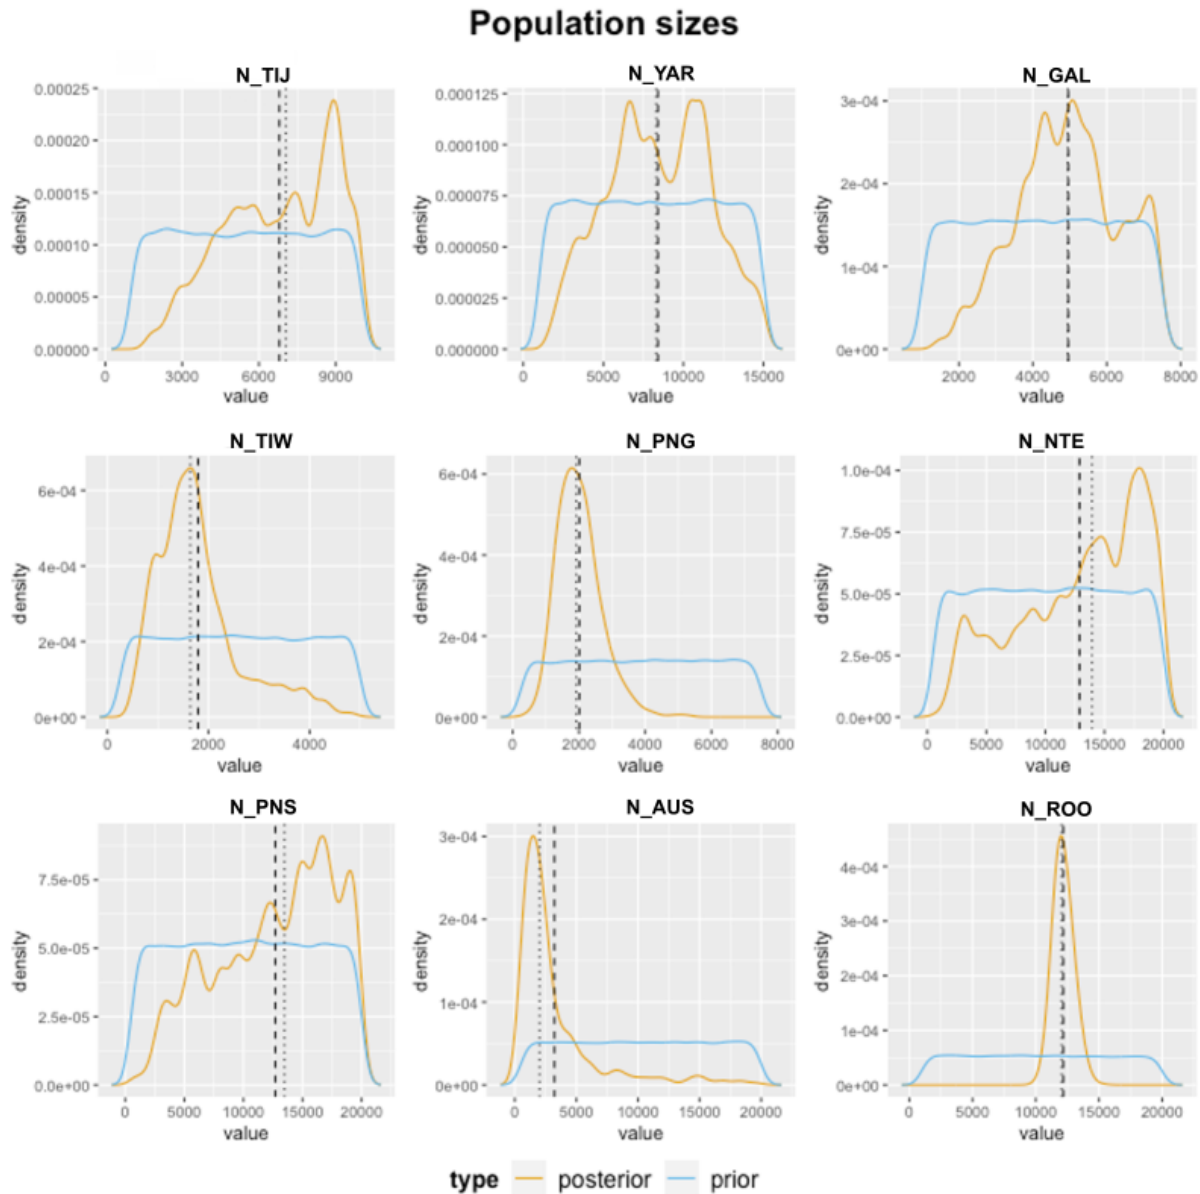 Population sizes
N_TIJ
0.00025
0.00020
0.00015
0.00010
0.00005
0.00000
density
0 3000 6000 9000
value
N_YAR
0.000125
0.000100
0.000075
0.000050
0.000025
0.000000
density
0 5000 10000 15000
value
N_GAL
3e-04
2e-04
1e-04
0e+00
density
2000 4000 6000 8000
value
N_TIW
6e-04
4e-04
2e-04
0e+00
density
0 2000 4000
value
N_PNG
6e-04
4e-04
2e-04
0e+00
density
0 2000 4000 6000 8000
value
N_NTE
1.0e-04
7.5e-05
5.0e-05
2.5e-05
0.0e+00
density
0 5000 10000 15000 20000
value
N_PNS
7.5e-05
5.0e-05
2.5e-05
0.0e+00
density
0 5000 10000 15000 20000
value
N_AUS
3e-04
2e-04
1e-04
0e+00
density
0 5000 10000 15000 20000
value
N_ROO
4e-04
3e-04
2e-04
1e-04
0e+00
density
0 5000 10000 15000 20000
value
type posterior prior